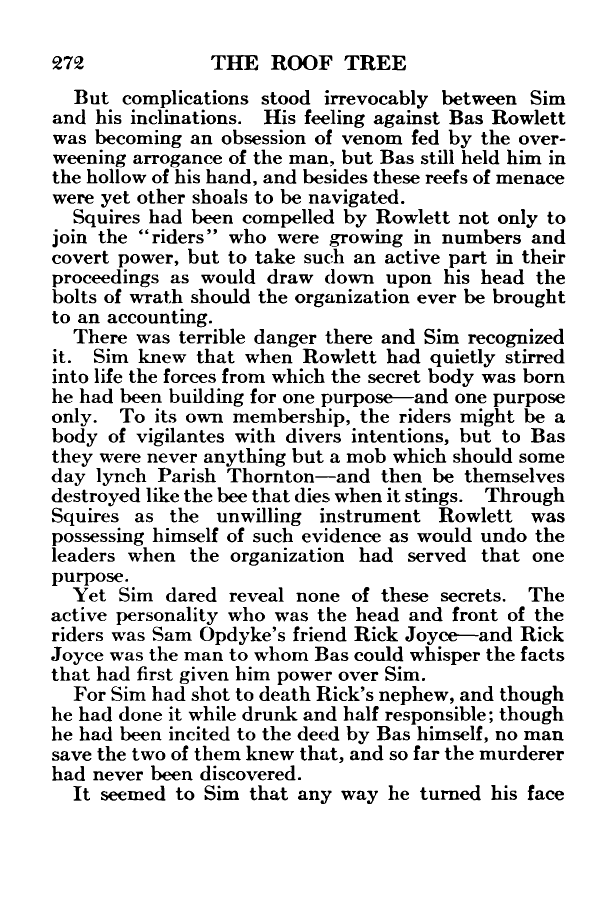 272 THE ROOF TREE
But complications stood irrevocably between Sim
and his inclinations. His feeling against Bas Rowlett
was becoming an obsession of venom fed by the over-
weening arrogance of the man, but Bas still held him in
the hollow of his hand, and besides these reefs of menace
were yet other shoals to be navigated.
Squires had been compelled by Rowlett not only to
join the "riders" who were growing in numbers and
covert power, but to take such an active part in their
proceedings as would draw down upon his head the
bolts of wrath should the organization ever be brought
to an accounting.
There was terrible danger there and Sim recognized
it. Sim knew that when Rowlett had quietly stirred
into life the forces from which the secret body was born
he had been building for one purpose—and one purpose
only. To its own membership, the riders might be a
body of vigilantes with divers intentions, but to Bas
they were never anything but a mob which should some
day lynch Parish Thornton—and then be themselves
destroyed like the bee that dies when it stings. Through
Squires as the unwilling instrument Rowlett was
possessing himself of such evidence as would undo the
leaders when the organization had served that one
purpose.
Yet Sim dared reveal none of these secrets. The
active personality who was the head and front of the
riders was Sam Opdyke's friend Rick Joyce—and Rick
Joyce was the man to whom Bas could whisper the facts
that had first given him power over Sim.
For Sim had shot to death Rick's nephew, and though
he had done it while drunk and half responsible; though
he had been incited to the deed by Bas himself, no man
save the two of them knew that, and so far the murderer
had never been discovered.
It seemed to Sim that any way he turned his face